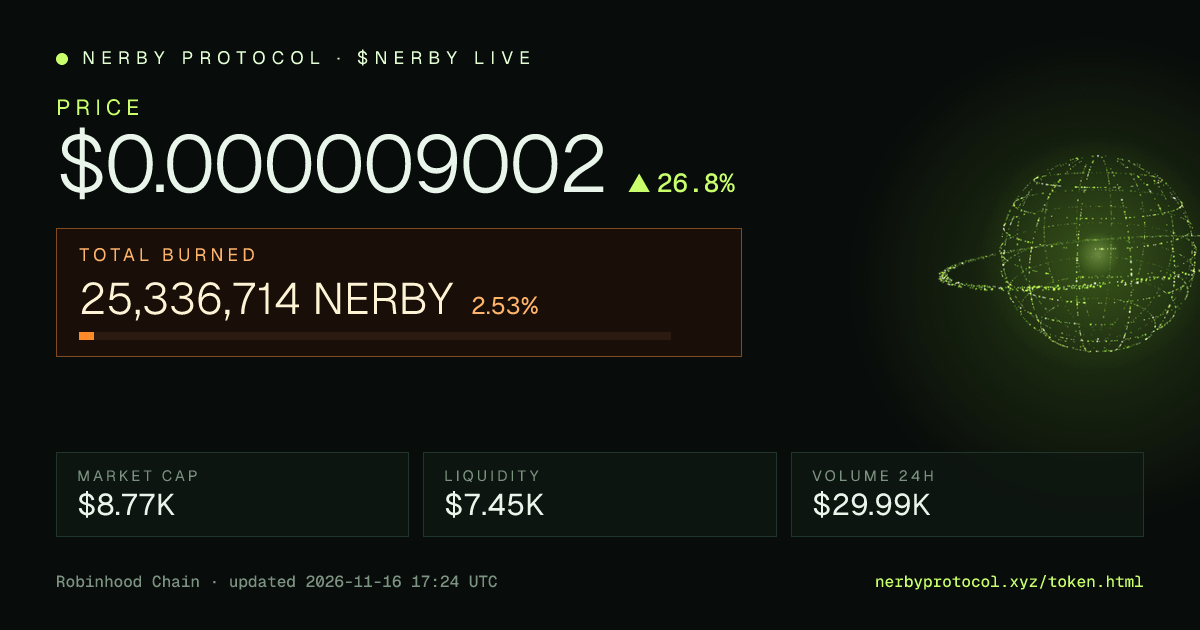 NERBY PROTOCOL · $NERBY LIVE
PRICE
$0.000009002 ▲ 26.8%
TOTAL BURNED
25,336,714 NERBY 2.53%
MARKET CAP LIQUIDITY VOLUME 24H
$8.77K $7.45K $29.99K
Robinhood Chain · updated 2026-11-16 17:24 UTC nerbyprotocol.xyz/token.html